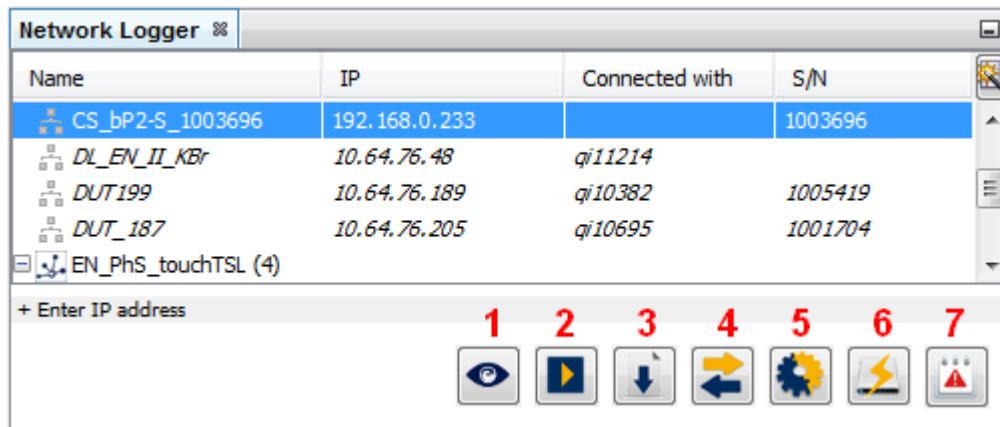 Network Logger
Name IP Connected with S/N
CS_bP2-S_1003696 192.168.0.233 1003696
DL_EN_II_KBr 10.64.76.48 qi11214
DUT199 10.64.76.189 qi10382 1005419
DUT_187 10.64.76.205 qi10695 1001704
EN_PhS_touchTSL (4)
+ Enter IP address
1 2 3 4 5 6 7